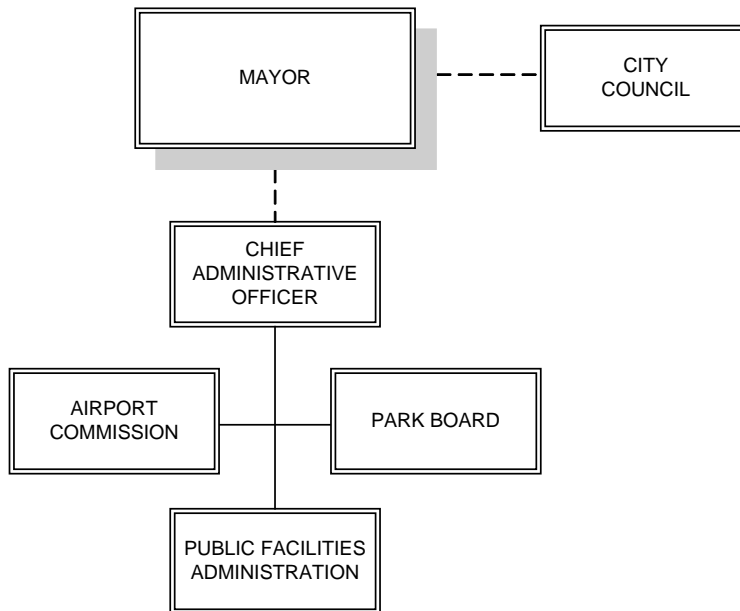 MAYOR
CITY
COUNCIL
CHIEF
ADMINISTRATIVE
OFFICER
AIRPORT
COMMISSION
PARK BOARD
PUBLIC FACILITIES
ADMINISTRATION